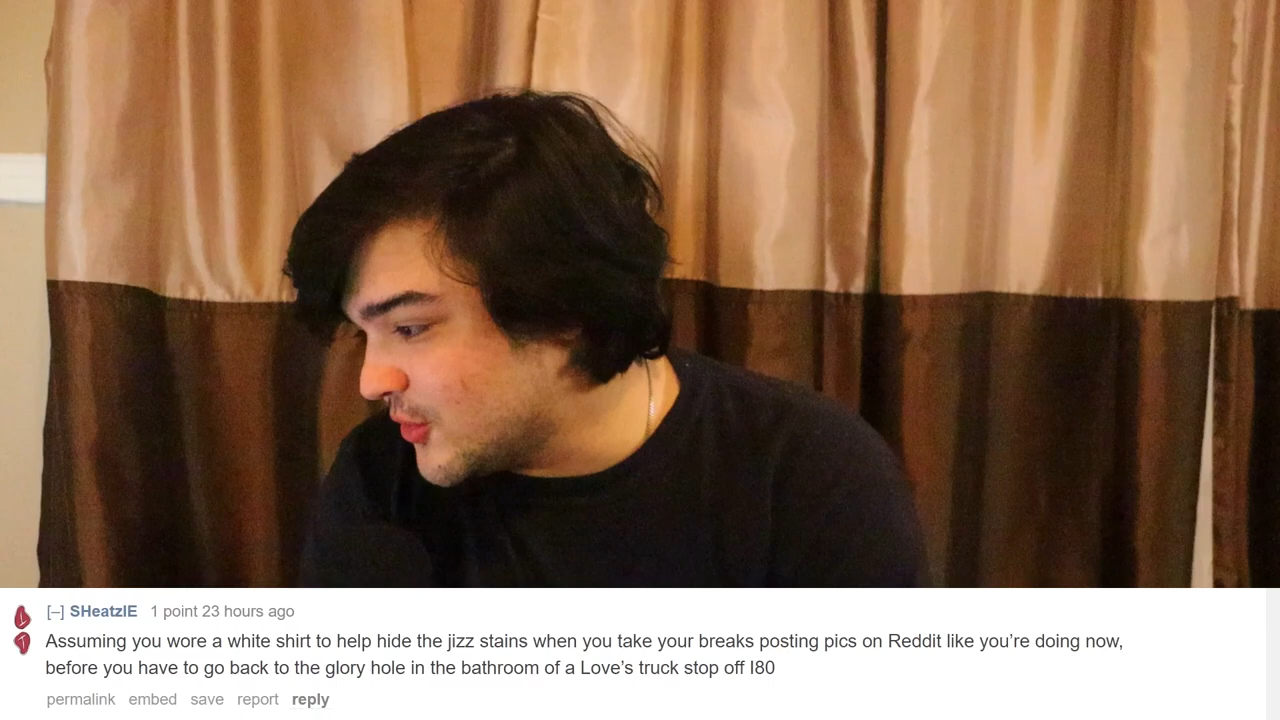 [–] SHeatzIE 1 point 23 hours ago
Assuming you wore a white shirt to help hide the jizz stains when you take your breaks posting pics on Reddit like you’re doing now,
before you have to go back to the glory hole in the bathroom of a Love’s truck stop off I80
permalink embed save report reply